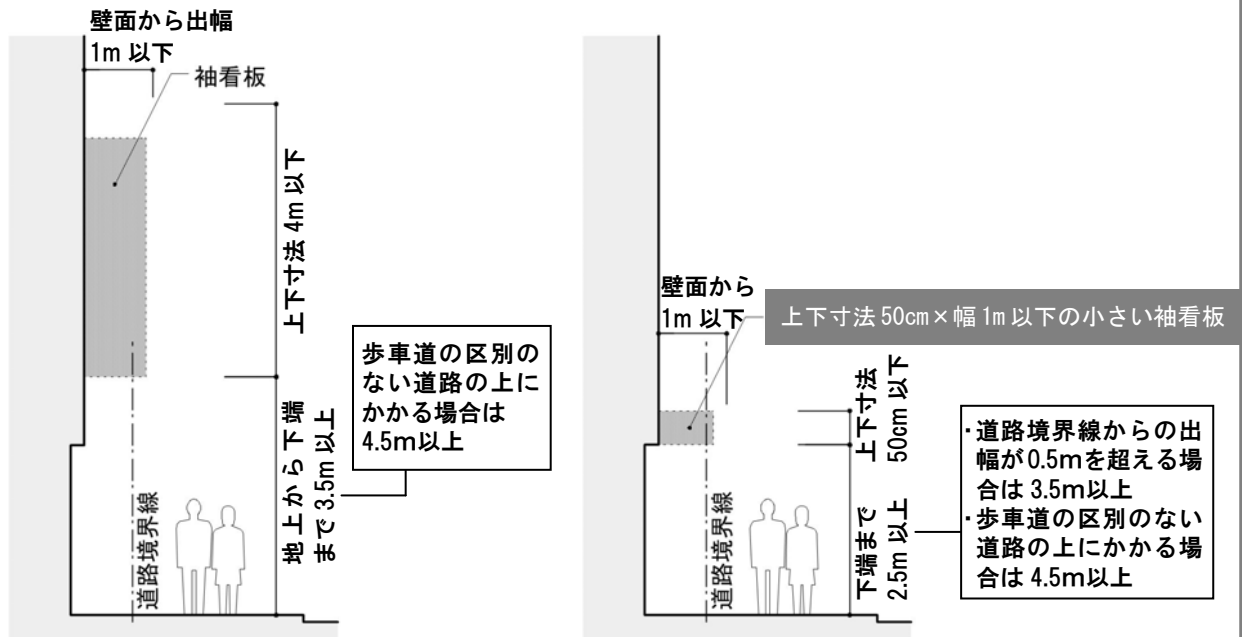 壁面から出幅
1m 以下
袖看板
上下寸法 4m 以下
歩車道の区別の
ない道路の上に
かかる場合は
4.5m以上
地上から下端
まで 3.5m 以上
道路境界線
壁面から
1m 以下
上下寸法 50cm×幅 1m 以下の小さい袖看板
上下寸法
50cm 以下
下端まで
2.5m 以上
・道路境界線からの出
幅が0.5mを超える場
合は 3.5m以上
・歩車道の区別のない
道路の上にかかる場
合は 4.5m以上
道路境界線